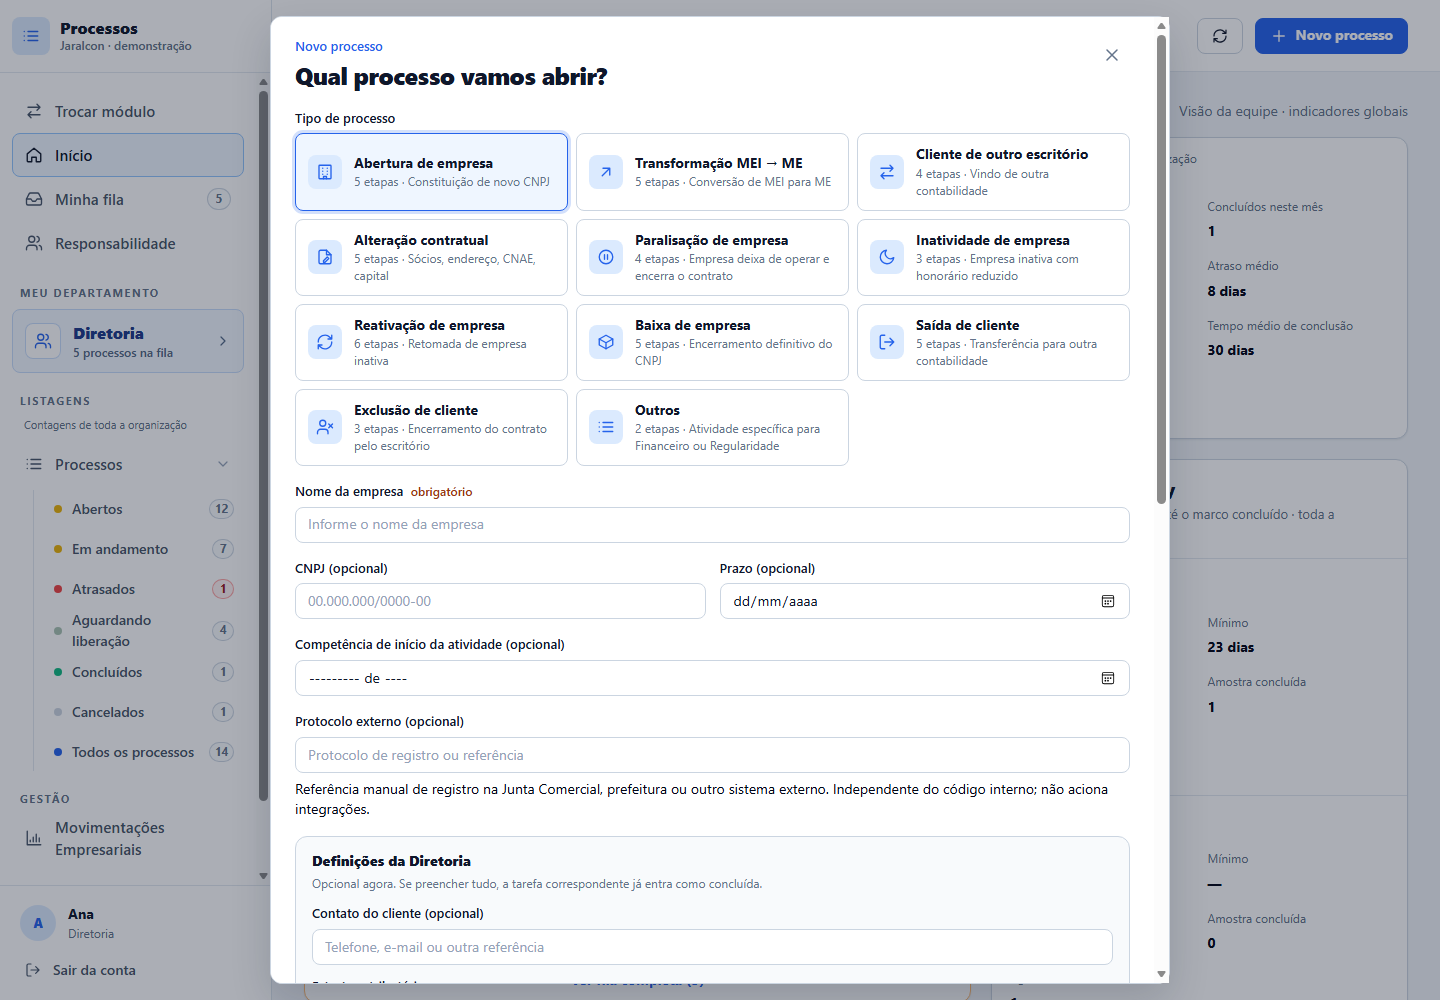 Processos
Jaralcon · demonstração
Trocar módulo
Início
Minha fila
5
Responsabilidade
MEU DEPARTAMENTO
Diretoria
5 processos na fila
LISTAGENS
Contagens de toda a organização
Processos
Abertos
12
Em andamento
7
Atrasados
1
Aguardando
liberação
4
Concluídos
1
Cancelados
1
Todos os processos
14
GESTÃO
Movimentações
Empresariais
A
Ana
Diretoria
Sair da conta
Novo processo
Qual processo vamos abrir?
Tipo de processo
Abertura de empresa
5 etapas · Constituição de novo CNPJ
Transformação MEI → ME
5 etapas · Conversão de MEI para ME
Cliente de outro escritório
4 etapas · Vindo de outra
contabilidade
Alteração contratual
5 etapas · Sócios, endereço, CNAE,
capital
Paralisação de empresa
4 etapas · Empresa deixa de operar e
encerra o contrato
Inatividade de empresa
3 etapas · Empresa inativa com
honorário reduzido
Reativação de empresa
6 etapas · Retomada de empresa
inativa
Baixa de empresa
5 etapas · Encerramento definitivo do
CNPJ
Saída de cliente
5 etapas · Transferência para outra
contabilidade
Exclusão de cliente
3 etapas · Encerramento do contrato
pelo escritório
Outros
2 etapas · Atividade específica para
Financeiro ou Regularidade
Nome da empresa obrigatório
Informe o nome da empresa
CNPJ (opcional)
00.000.000/0000-00
Prazo (opcional)
dd/mm/aaaa
Competência de início da atividade (opcional)
--------- de ----
Protocolo externo (opcional)
Protocolo de registro ou referência
Referência manual de registro na Junta Comercial, prefeitura ou outro sistema externo. Independente do código interno; não aciona
integrações.
Definições da Diretoria
Opcional agora. Se preencher tudo, a tarefa correspondente já entra como concluída.
Contato do cliente (opcional)
Telefone, e-mail ou outra referência
Novo processo
Visão da equipe · indicadores globais
Concluídos neste mês
1
Atraso médio
8 dias
Tempo médio de conclusão
30 dias
o marco concluído · toda a
Mínimo
23 dias
Amostra concluída
1
Mínimo
—
Amostra concluída
0